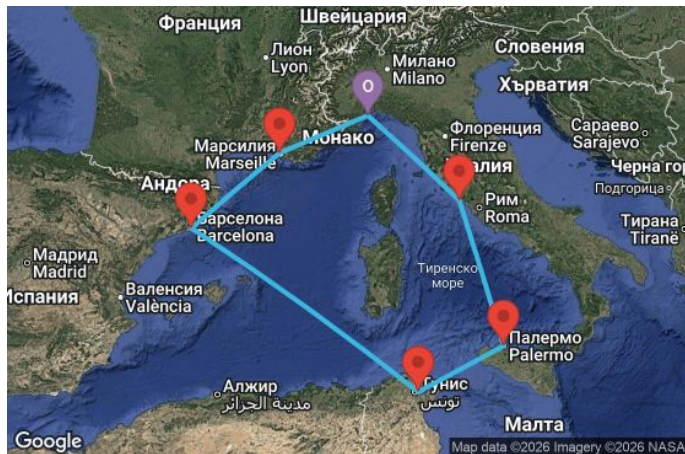 Франция
Швейцария
Лион
Lyon
Милано
Milano
Словения
Хърватия
O
Марсилия
Marseille
Монако
Флоренция
Firenze
Сараево
Sarajevo
Андора
Черна гор
Подгорица
Рим
Roma
Барселона
Barcelona
Тирана
Tiranë
Мадрид
Madrid
Тиренско
море
Валенсия
València
Испания
Палермо
Palermo
Тунис
تونس
Алжир
مدينة الجزائر
Малта
Google
Map data ©2026 Imagery ©2026 NASA